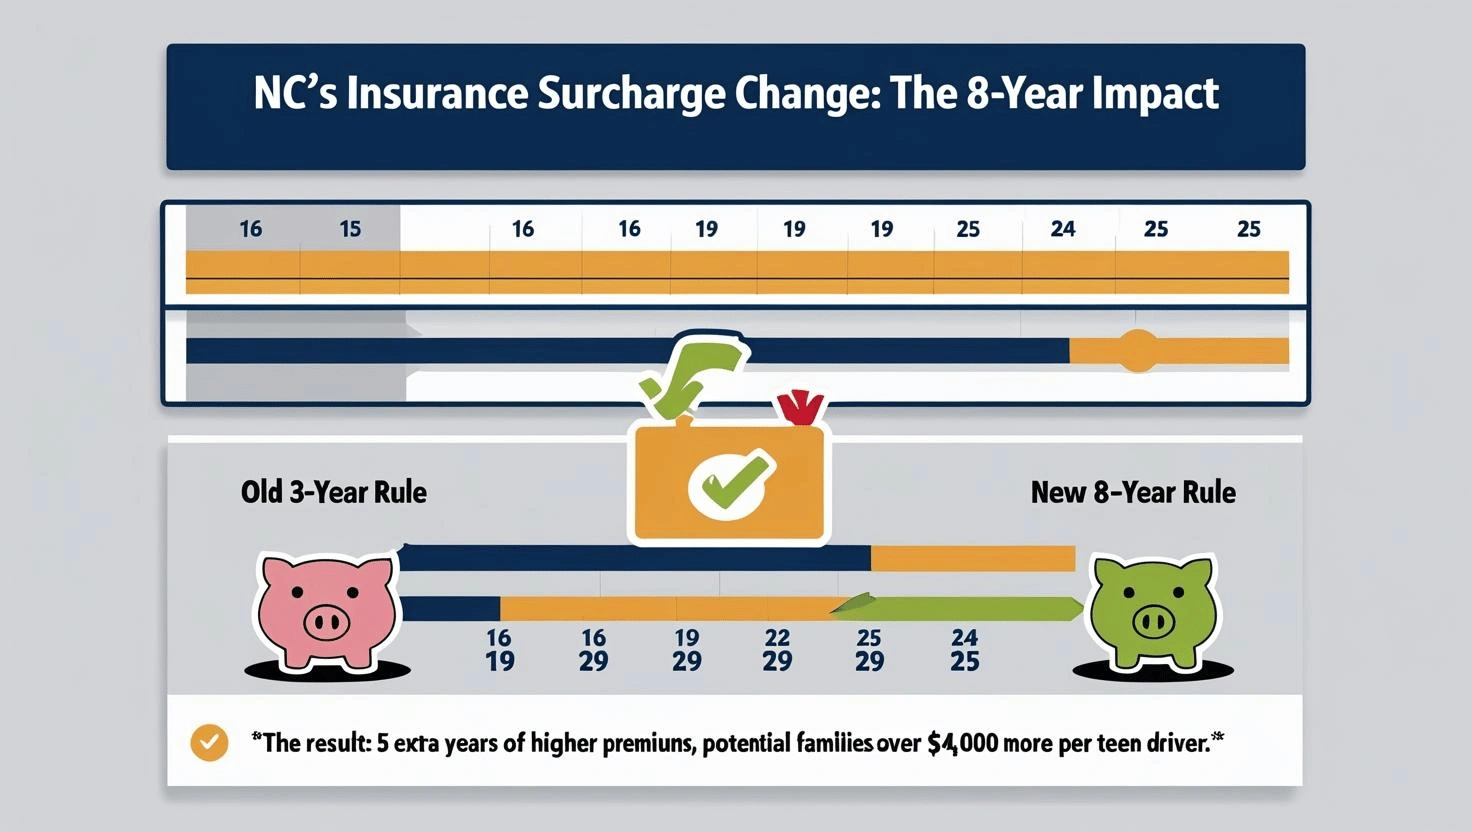 NC's Insurance Surcharge Change: The 8-Year Impact
16 15 16 16 19 19 19 25 24 25 25
Old 3-Year Rule
New 8-Year Rule
16 16 19 22 25 24
19 29 29 29 29 25
*The result: 5 extra years of higher premiuns, potential families over $4,000 more per teen driver.*